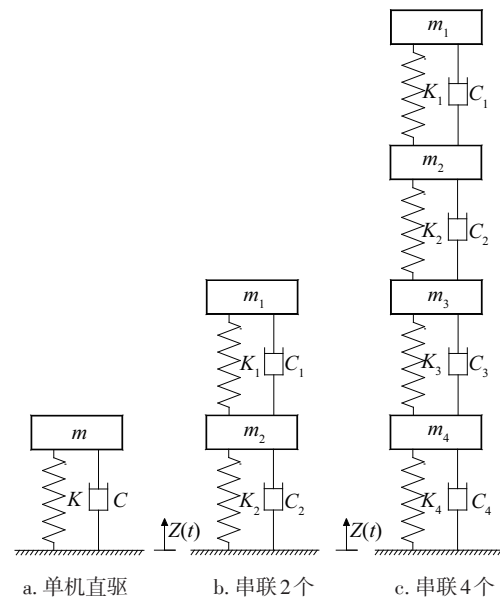 m
K
C
a. 单机直驱
Z(t)
m₁
K₁
C₁
m₂
K₂
C₂
b. 串联2个
Z(t)
m₁
K₁
C₁
m₂
K₂
C₂
m₃
K₃
C₃
m₄
K₄
C₄
c. 串联4个